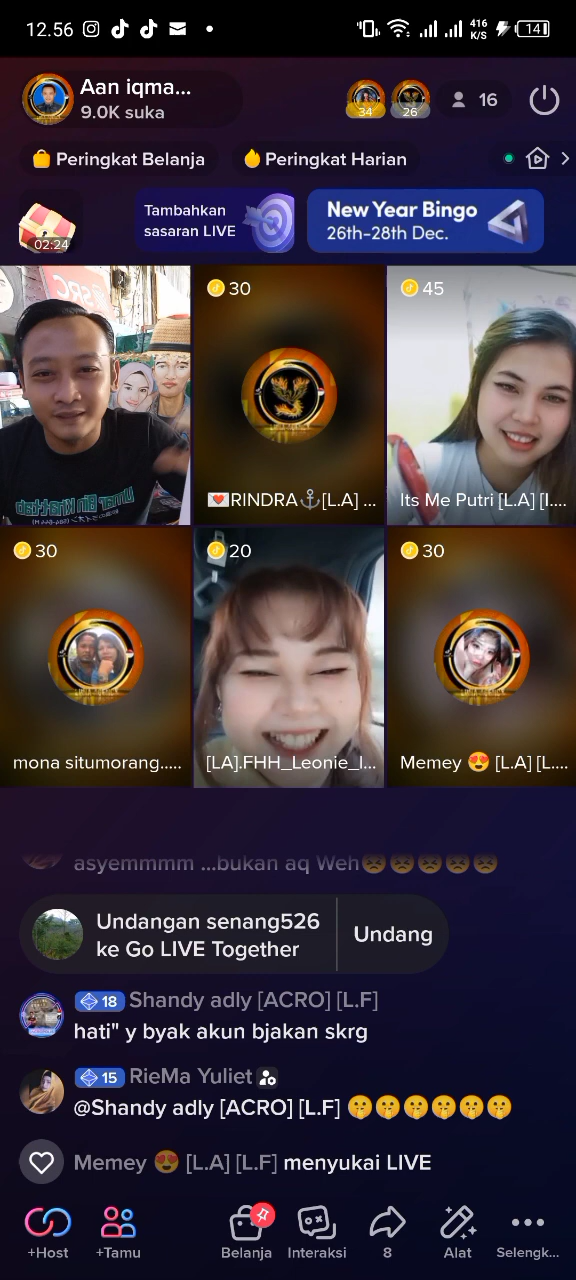 12.56
416
K/S
14
Aan iqma...
9.0K suka
34
26
16
Peringkat Belanja
Peringkat Harian
02:24
Tambahkan
sasaran LIVE
New Year Bingo
26th-28th Dec.
SRC
Umar Bin Khattab
30
💌RINDRA⚓[L.A] ...
45
Its Me Putri [L.A] [I....
30
mona situmorang.....
20
[LA].FHH_Leonie_I...
30
Memey 😍 [L.A] [L....
asyemmmm ...bukan aq Weh😣😣😣😣😣
Undangan senang526
ke Go LIVE Together
Undang
18 Shandy adly [ACRO] [L.F]
hati" y byak akun bjakan skrg
15 RieMa Yuliet
@Shandy adly [ACRO] [L.F] 🤫🤫🤫🤫🤫🤫
Memey 😍 [L.A] [L.F] menyukai LIVE
+Host
+Tamu
Belanja
Interaksi
8
Alat
Selengk...